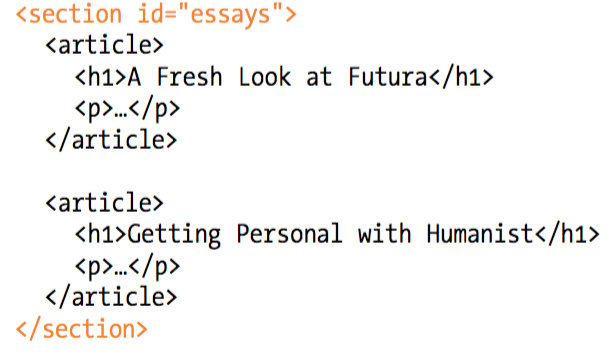 <section id="essays">
<article>
<h1>A Fresh Look at Futura</h1>
<p>…</p>
</article>
<article>
<h1>Getting Personal with Humanist</h1>
<p>…</p>
</article>
</section>